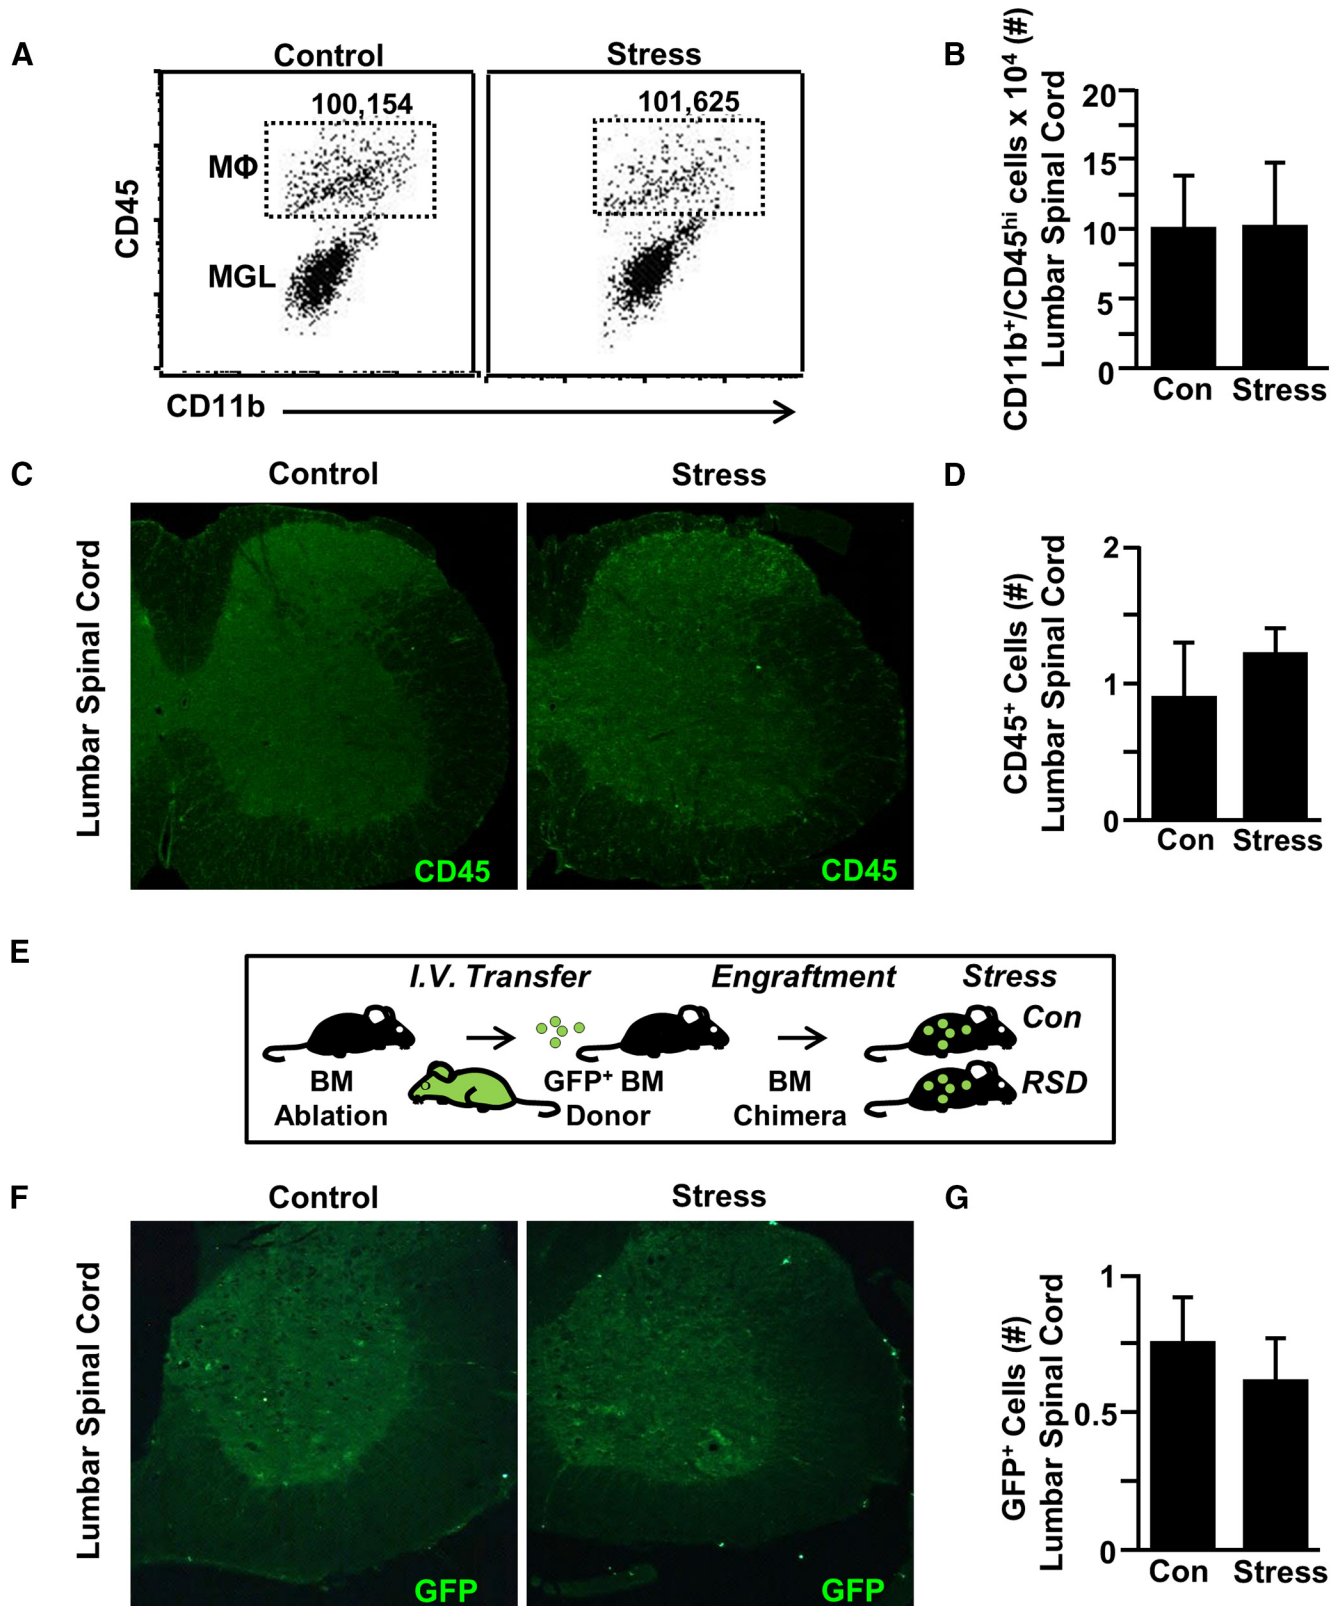 A
Control
Stress
100,154
101,625
MΦ
MGL
CD45
CD11b
B
CD11b⁺/CD45ʰⁱ cells x 10⁴ (#)
Lumbar Spinal Cord
20
15
10
5
0
Con
Stress
C
Control
Stress
Lumbar Spinal Cord
CD45
CD45
D
CD45⁺ Cells (#)
Lumbar Spinal Cord
2
1
0
Con
Stress
E
I.V. Transfer
Engraftment
Stress
Con
RSD
BM
Ablation
GFP⁺ BM
Donor
BM
Chimera
F
Control
Stress
Lumbar Spinal Cord
GFP
GFP
G
GFP⁺ Cells (#)
Lumbar Spinal Cord
1
0.5
0
Con
Stress